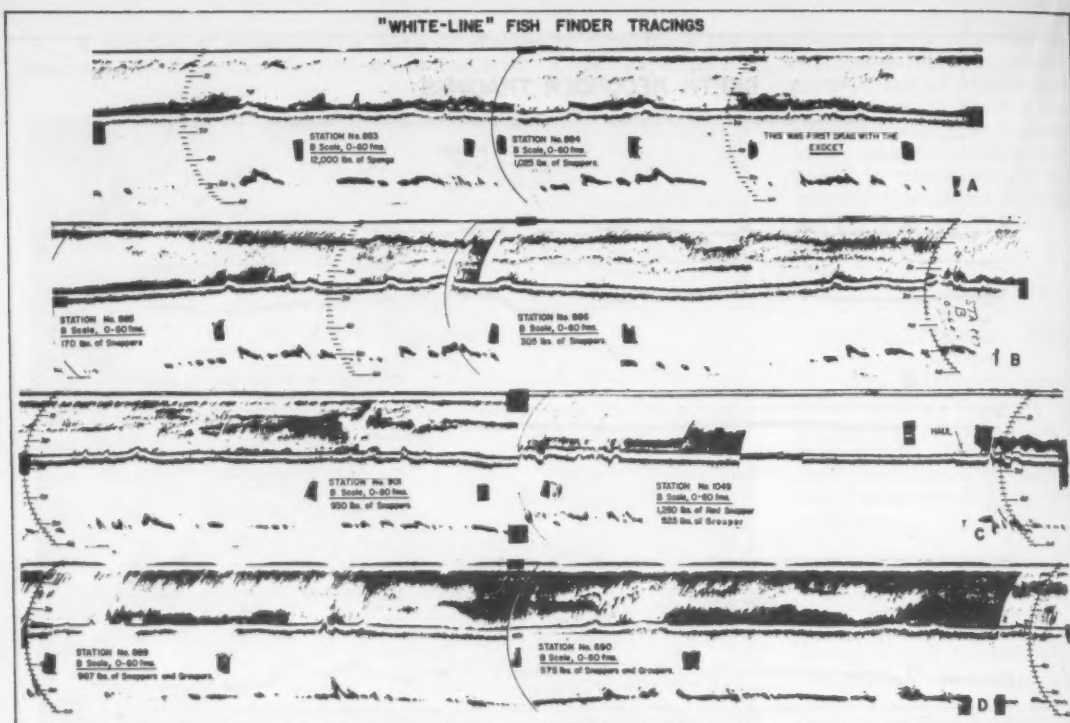 "WHITE-LINE" FISH FINDER TRACINGS
STATION No. 883
B Scale, 0-60 fms.
12,000 lbs. of Sponge
STATION No. 884
B Scale, 0-60 fms.
1,025 lbs. of Snappers.
THIS WAS FIRST DRAG WITH THE
EXOCET
A
STATION No. 885
B Scale, 0-60 fms.
170 lbs. of Snappers
STATION No. 886
B Scale, 0-60 fms.
305 lbs. of Snappers.
B
STATION No. 901
B Scale, 0-60 fms.
930 lbs. of Snappers.
STATION No. 1049
B Scale, 0-60 fms.
1,250 lbs. of Red Snapper
525 lbs. of Grouper
HAUL
C
STATION No. 889
B Scale, 0-60 fms.
967 lbs. of Snappers and Groupers.
STATION No. 890
B Scale, 0-60 fms.
575 lbs. of Snappers and Groupers.
D